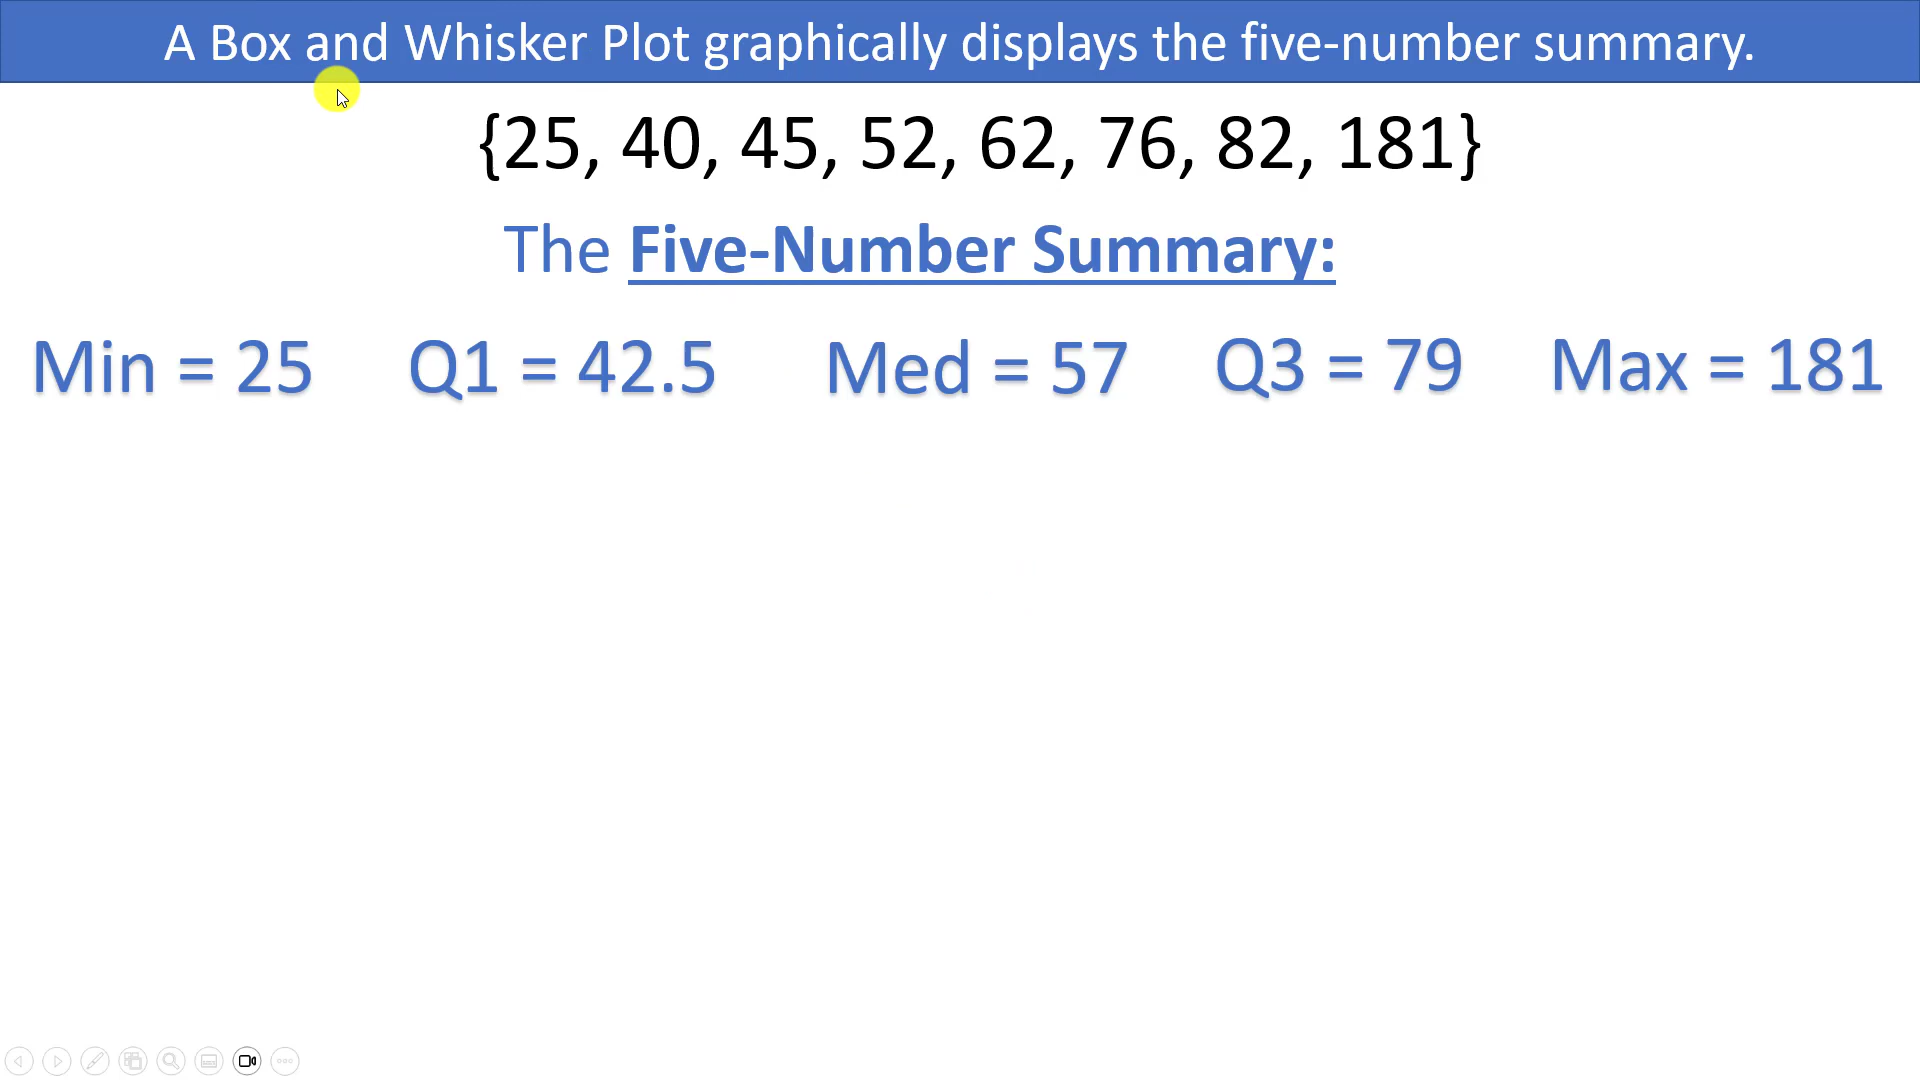 A Box and Whisker Plot graphically displays the five-number summary.
{25, 40, 45, 52, 62, 76, 82, 181}
The Five-Number Summary:
Min = 25 Q1 = 42.5 Med = 57 Q3 = 79 Max = 181